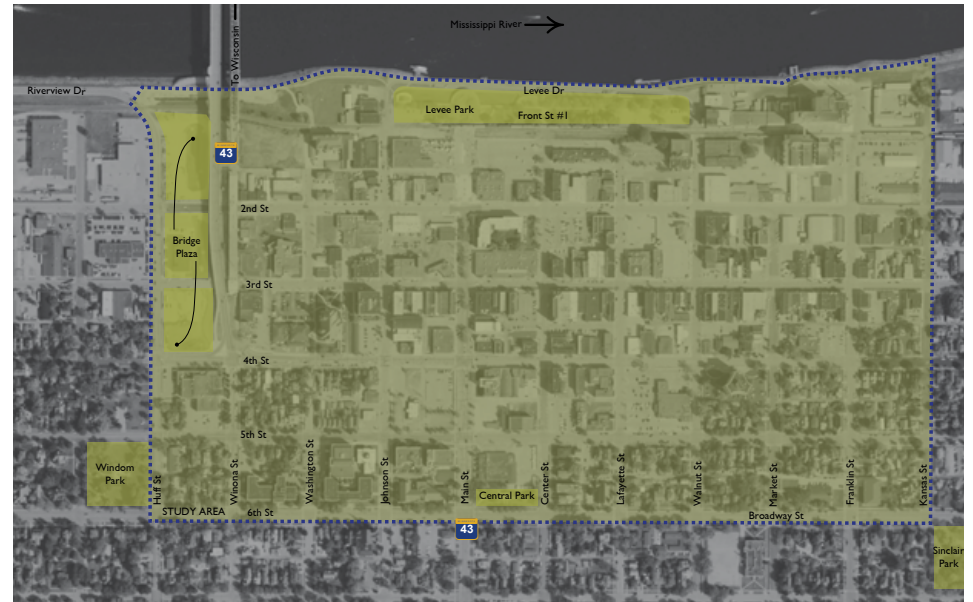 Mississippi River
To Wisconsin
Riverview Dr
Levee Dr
Levee Park
Front St #1
43
2nd St
Bridge
Plaza
3rd St
4th St
5th St
Windom
Park
Huff St
Winona St
Washington St
Johnson St
Main St
Center St
Lafayette St
Walnut St
Market St
Franklin St
Kansas St
Central Park
STUDY AREA
6th St
Broadway St
43
Sinclair
Park